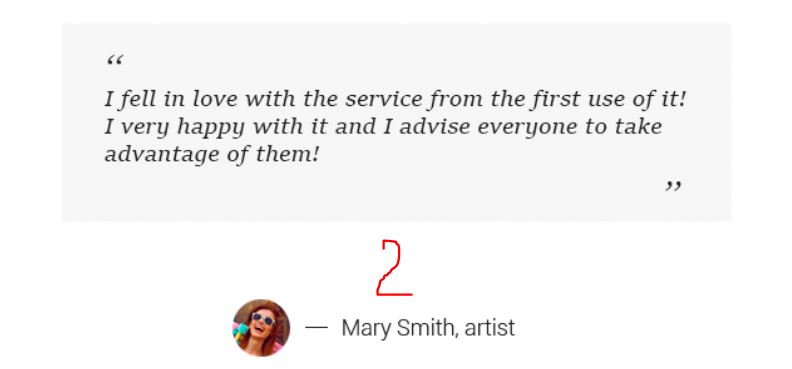 “
I fell in love with the service from the first use of it!
I very happy with it and I advise everyone to take
advantage of them!
”
2
— Mary Smith, artist